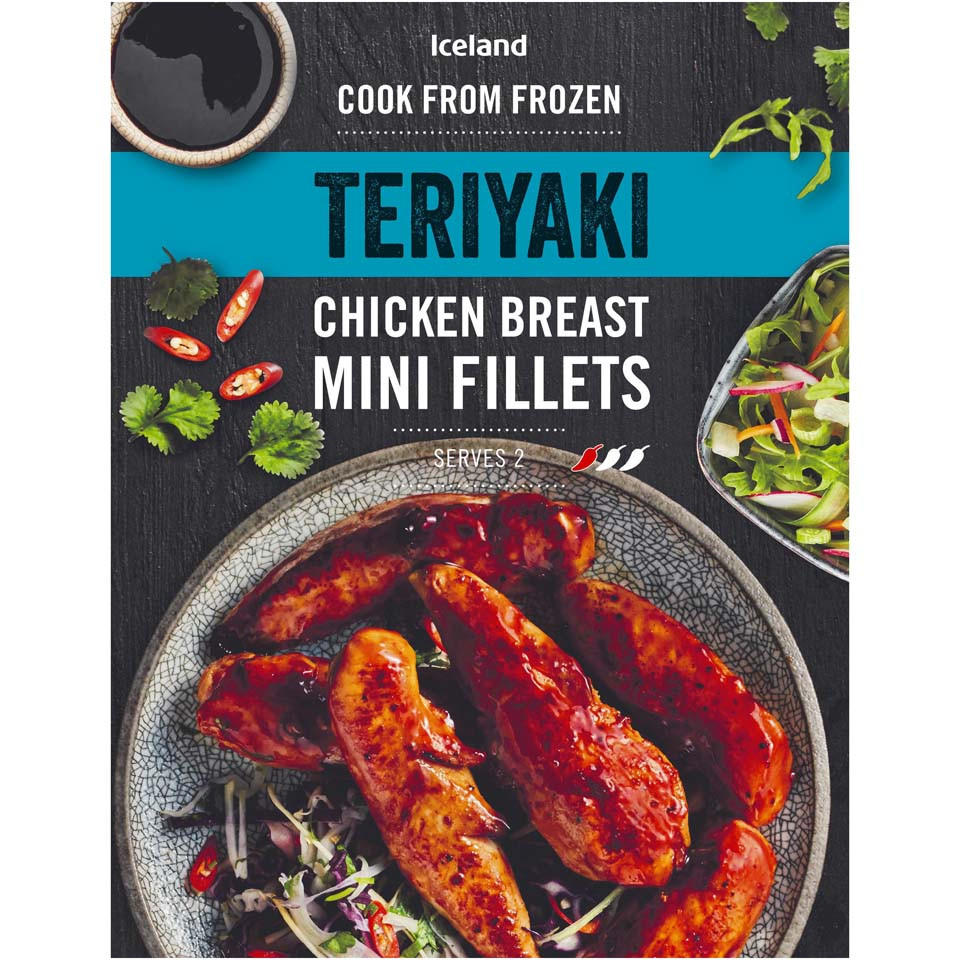 Iceland
COOK FROM FROZEN
TERIYAKI
CHICKEN BREAST
MINI FILLETS
SERVES 2